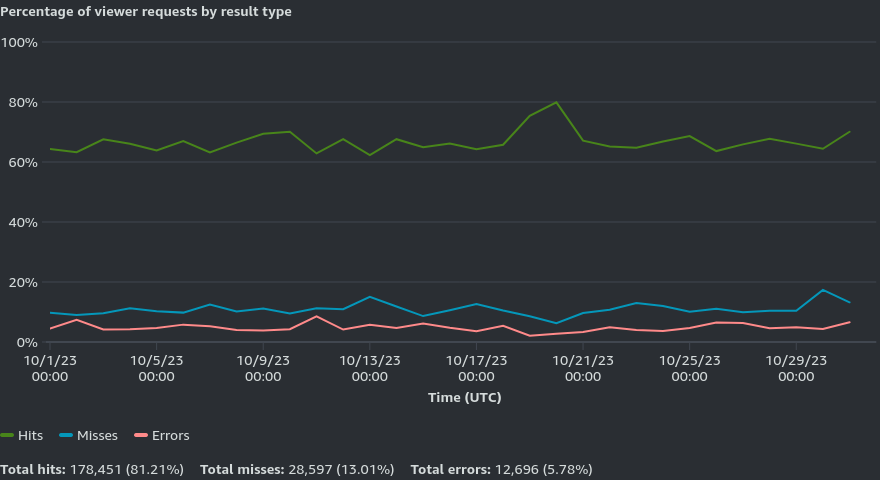 Percentage of viewer requests by result type
100%
80%
60%
40%
20%
0%
10/1/23 10/5/23 10/9/23 10/13/23 10/17/23 10/21/23 10/25/23 10/29/23
00:00 00:00 00:00 00:00 00:00 00:00 00:00 00:00
Time (UTC)
Hits Misses Errors
Total hits: 178,451 (81.21%) Total misses: 28,597 (13.01%) Total errors: 12,696 (5.78%)